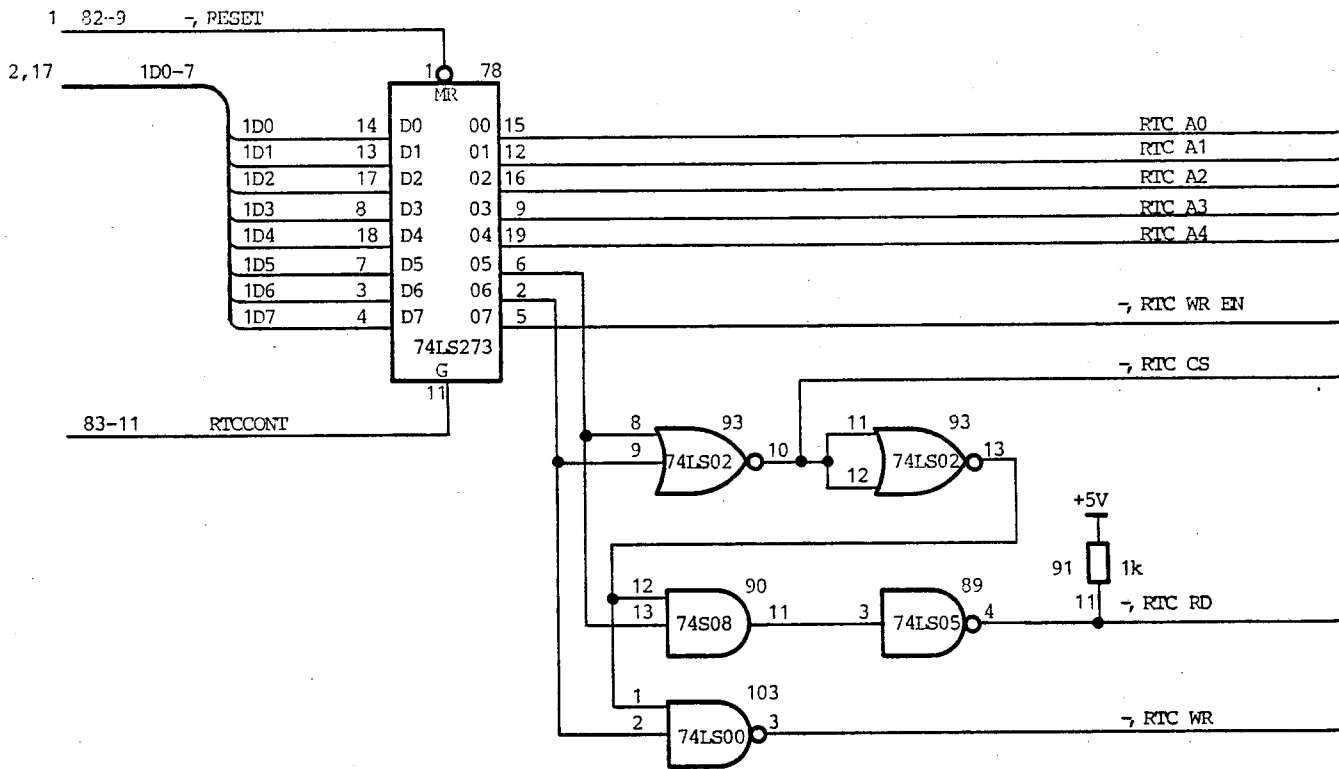 1 82-9 ¬, RESET
2,17 1D0-7
1 78
MR
1D0 14 D0 00 15 RTC A0
1D1 13 D1 01 12 RTC A1
1D2 17 D2 02 16 RTC A2
1D3 8 D3 03 9 RTC A3
1D4 18 D4 04 19 RTC A4
1D5 7 D5 05 6
1D6 3 D6 06 2
1D7 4 D7 07 5 ¬, RTC WR EN
74LS273
G
11
83-11 RTCCONT
¬, RTC CS
8 93 11 93
9 74LS02 10 12 74LS02 13
+5V
91 1k
11
12 90 89
13 74S08 11 3 74LS05 4 ¬, RTC RD
1 103
2 74LS00 3 ¬, RTC WR